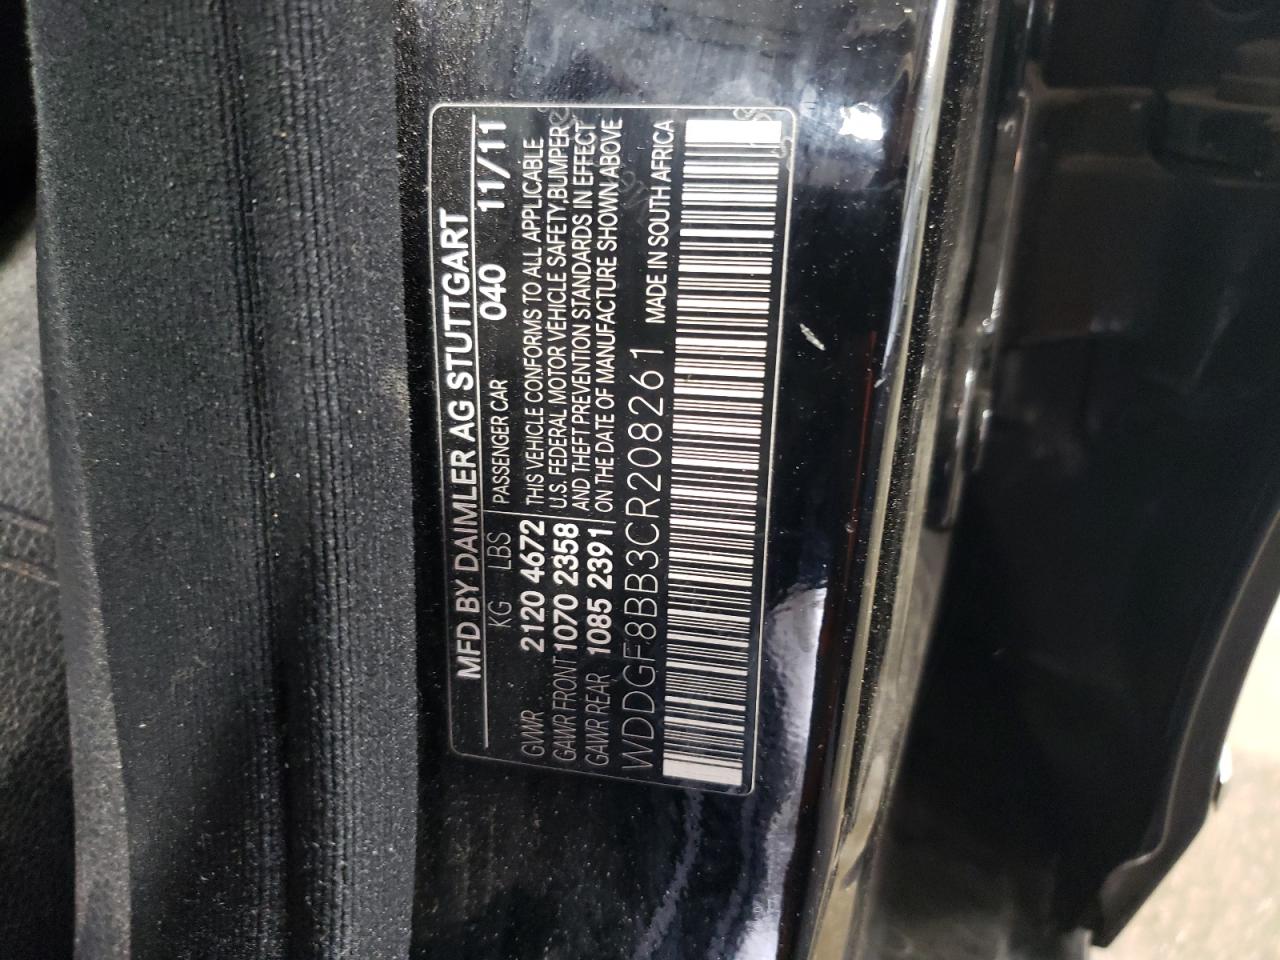 MFD BY DAIMLER AG STUTTGART
040 11/11
KG LBS PASSENGER CAR
GVWR 2120 4672 THIS VEHICLE CONFORMS TO ALL APPLICABLE
GAWR FRONT 1070 2358 U.S. FEDERAL MOTOR VEHICLE SAFETY,BUMPER
GAWR REAR 1085 2391 AND THEFT PREVENTION STANDARDS IN EFFECT
ON THE DATE OF MANUFACTURE SHOWN ABOVE
WDDGF8BB3CR208261 MADE IN SOUTH AFRICA